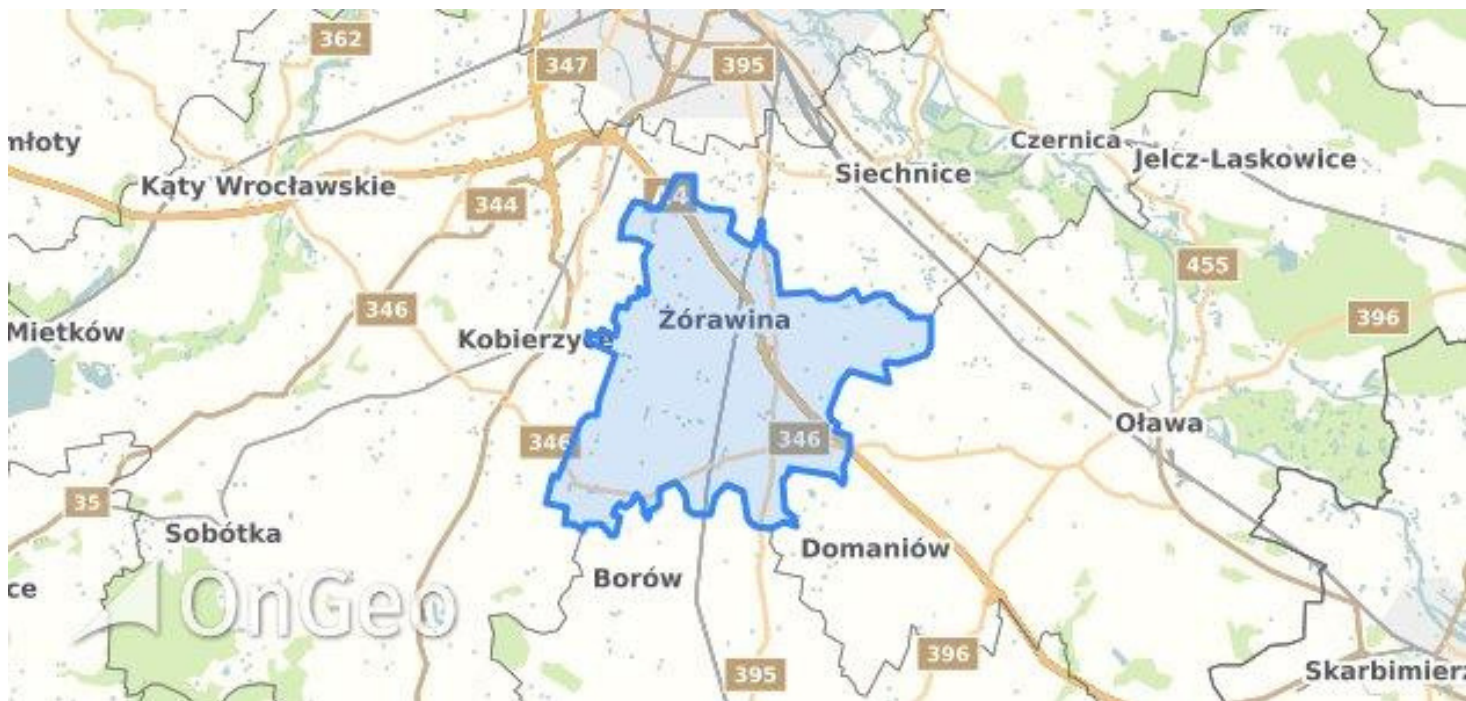 362
347
395
młoty
Czernica
Jelcz-Laskowice
Kąty Wrocławskie
Siechnice
344
455
346
396
Mietków
Żórawina
Kobierzyce
Oława
346
346
35
Sobótka
Domaniów
Borów
ce
OnGeo
396
395
Skarbimierz